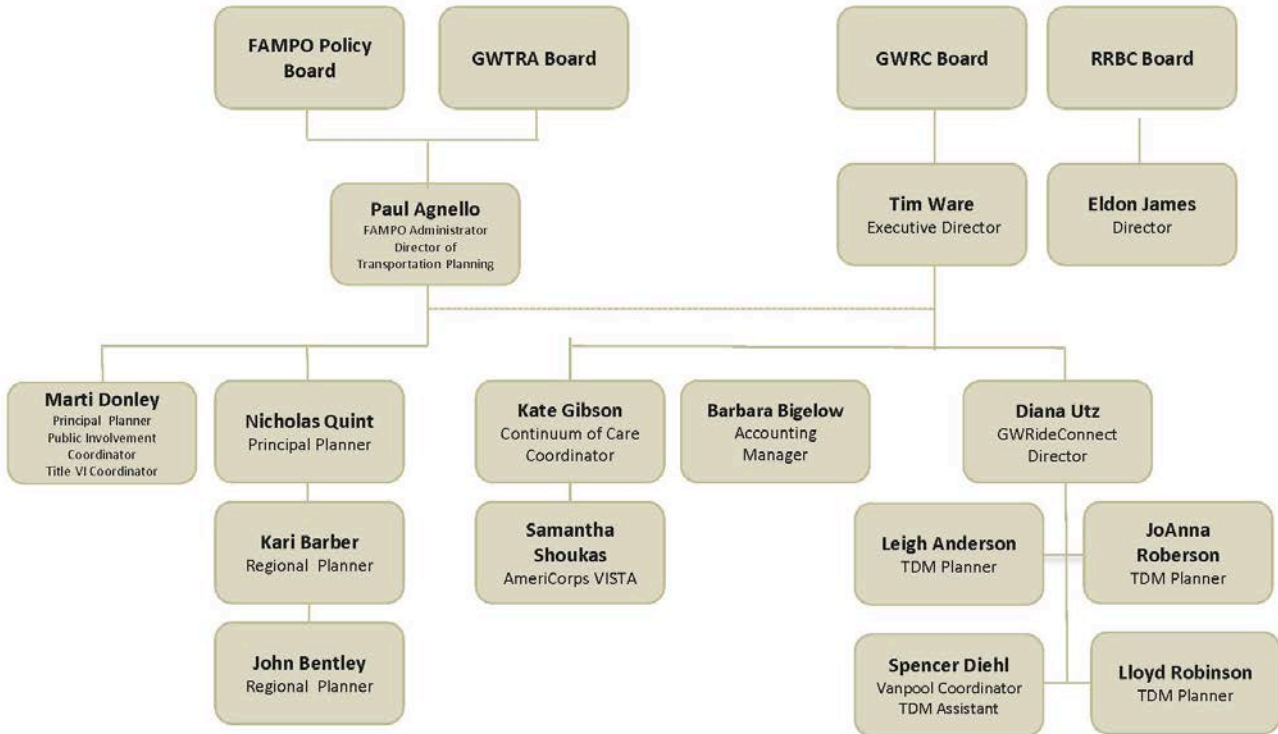 FAMPO Policy
Board
GWTRA Board
GWRC Board
RRBC Board
Paul Agnello
FAMPO Administrator
Director of
Transportation Planning
Tim Ware
Executive Director
Eldon James
Director
Marti Donley
Principal Planner
Public Involvement
Coordinator
Title VI Coordinator
Nicholas Quint
Principal Planner
Kate Gibson
Continuum of Care
Coordinator
Barbara Bigelow
Accounting
Manager
Diana Utz
GWRideConnect
Director
Kari Barber
Regional Planner
Samantha
Shoukas
AmeriCorps VISTA
Leigh Anderson
TDM Planner
JoAnna
Roberson
TDM Planner
John Bentley
Regional Planner
Spencer Diehl
Vanpool Coordinator
TDM Assistant
Lloyd Robinson
TDM Planner